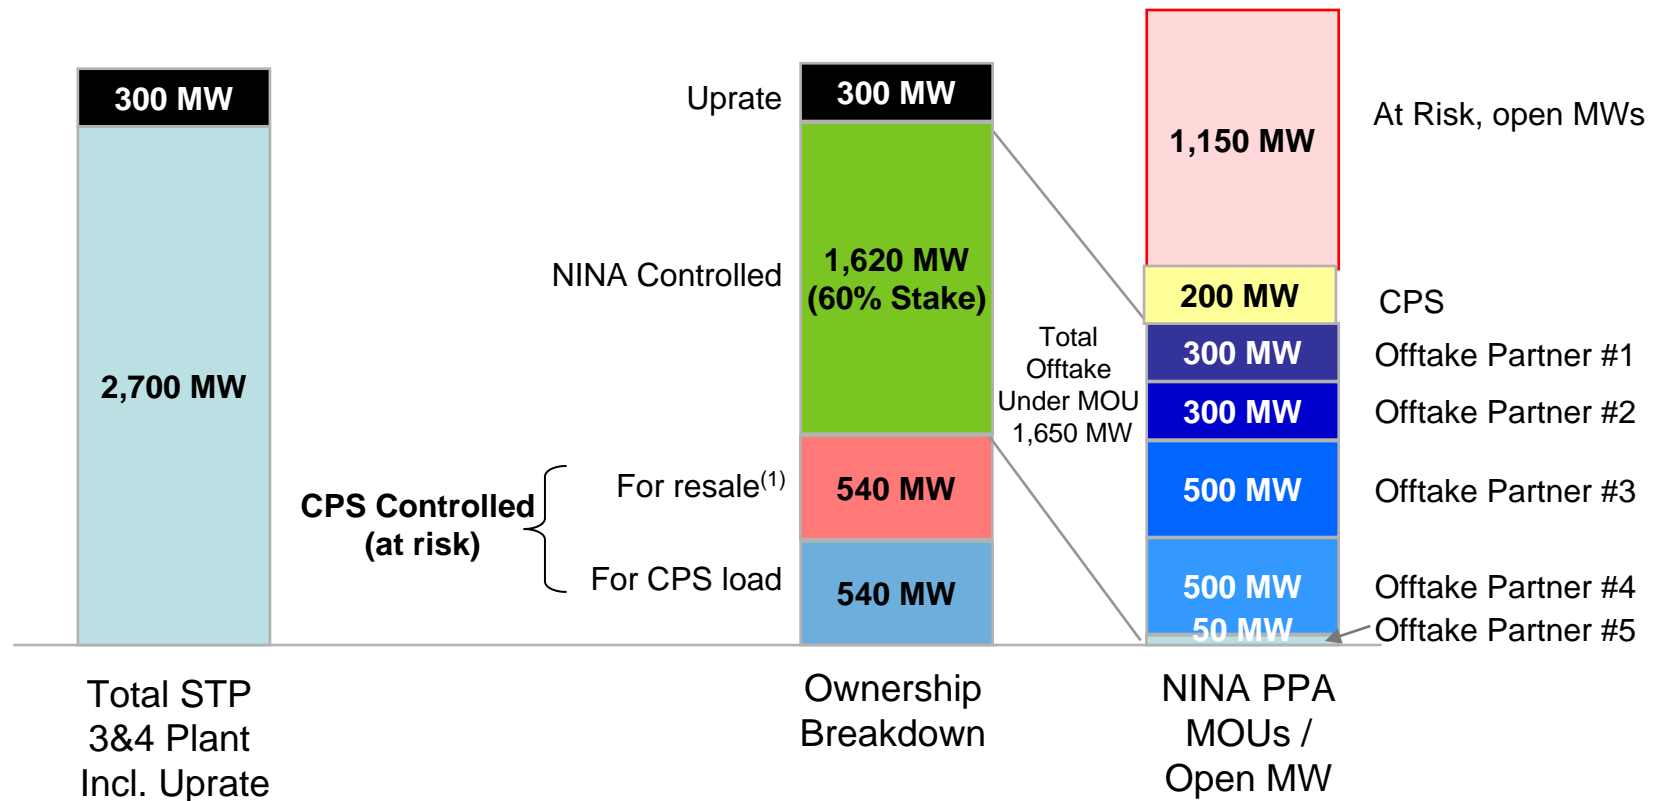 300 MW
2,700 MW
Total STP
3&4 Plant
Incl. Uprate
Uprate
NINA Controlled
CPS Controlled
(at risk)
For resale(1)
For CPS load
300 MW
1,620 MW
(60% Stake)
540 MW
540 MW
Ownership
Breakdown
Total
Offtake
Under MOU
1,650 MW
1,150 MW
200 MW
300 MW
300 MW
500 MW
500 MW
50 MW
NINA PPA
MOUs /
Open MW
At Risk, open MWs
CPS
Offtake Partner #1
Offtake Partner #2
Offtake Partner #3
Offtake Partner #4
Offtake Partner #5